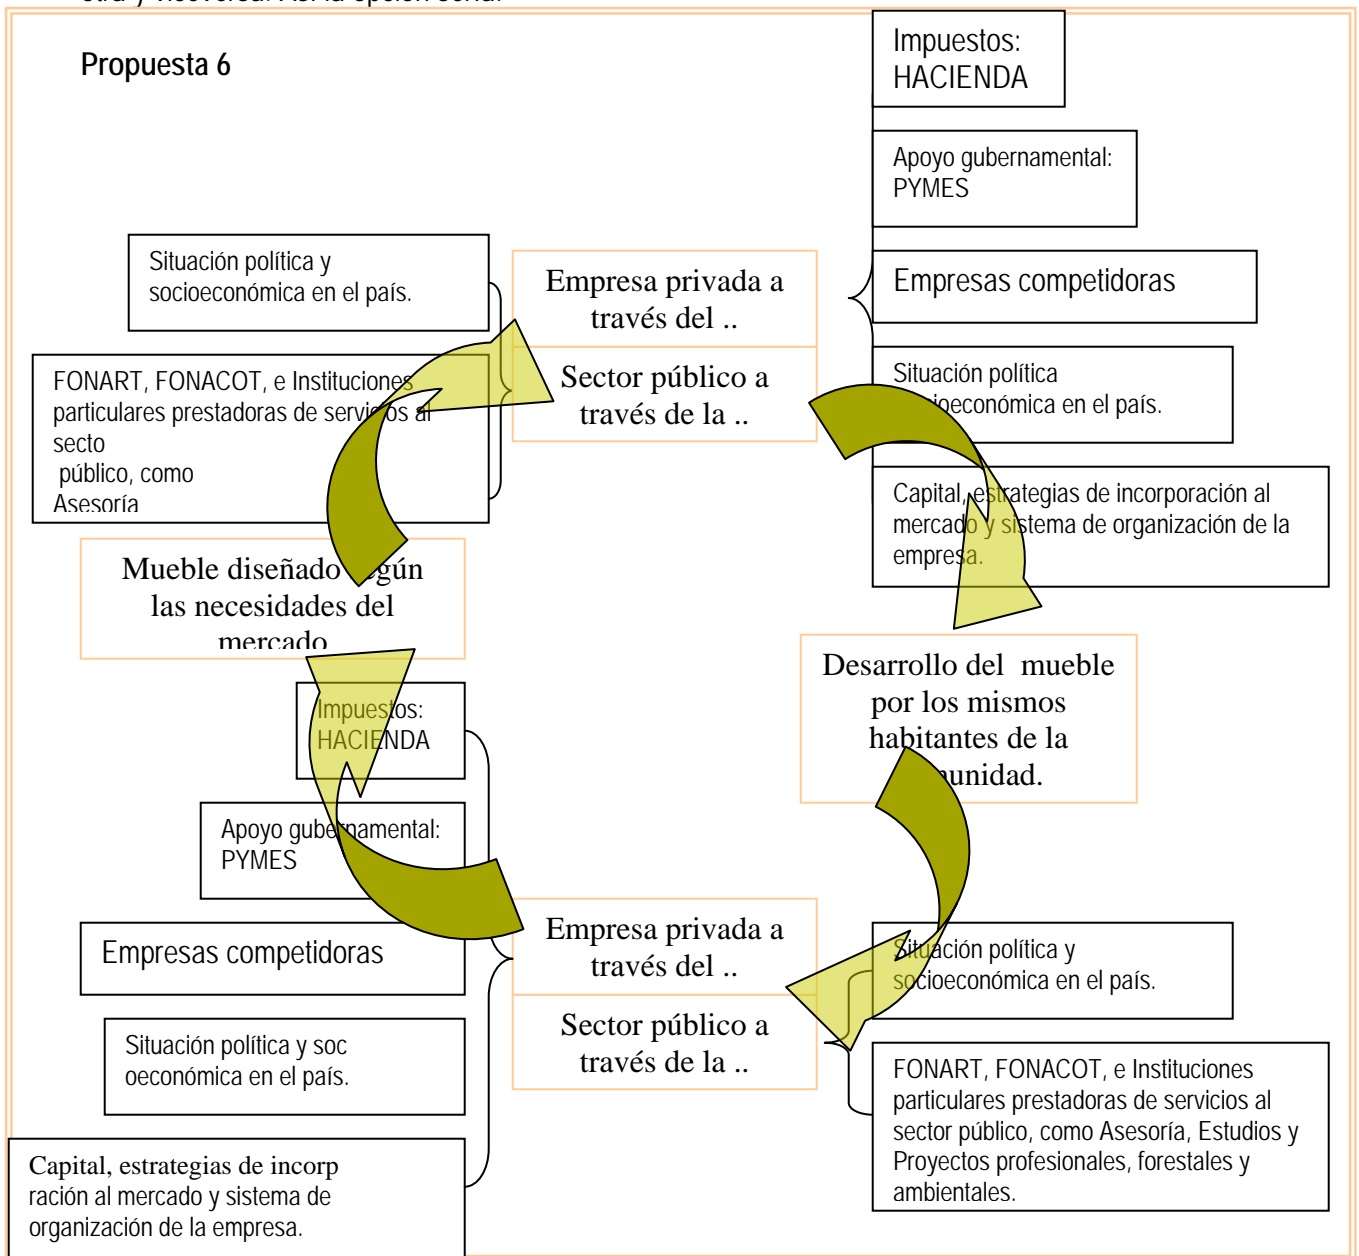 Propuesta 6
Impuestos:
HACIENDA
Apoyo gubernamental:
PYMES
Empresas competidoras
Situación política
en el país.
Capital, estrategias de incorporación al
mercado y sistema de organización de la
empresa.
Situación política y
socioeconómica en el país.
Empresa privada a
través del ..
Sector público a
través de la ..
FONART, FONACOT, e Instituciones
particulares prestadoras de servicios al
secto
público, como
Asesoría
Mueble diseñado según
las necesidades del
mercado
Desarrollo del mueble
por los mismos
habitantes de la
munidad.
Impuestos:
HACIENDA
Apoyo gubernamental:
PYMES
Empresas competidoras
Situación política y soc
oeconómica en el país.
Capital, estrategias de incorp
ración al mercado y sistema de
organización de la empresa.
Empresa privada a
través del ..
Sector público a
través de la ..
Situación política y
socioeconómica en el país.
FONART, FONACOT, e Instituciones
particulares prestadoras de servicios al
sector público, como Asesoría, Estudios y
Proyectos profesionales, forestales y
ambientales.